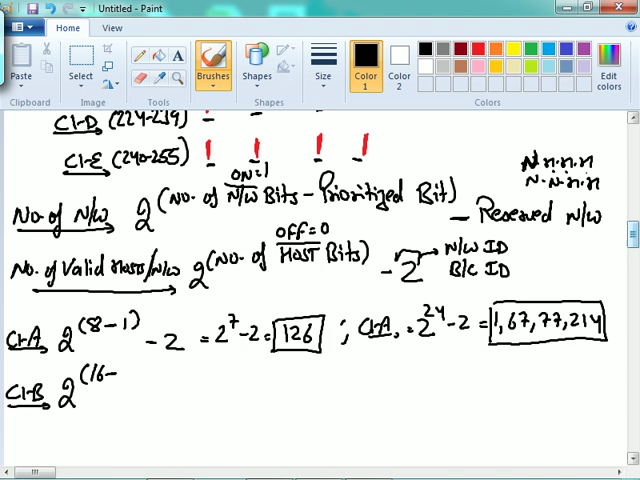 Untitled - Paint
Home View
Paste Select Brushes Shapes Size Color 1 Color 2 Edit colors
Clipboard Image Tools Shapes Colors
Cl-D (224-239)
Cl-E (240-255) ! ! ! !
N.H.H.H
N.N.H.H
ON=1
No. of N/W 2^(No. of N/W Bits - Prioritized Bit) - Reserved N/W
OFF=0
No. of Valid Hosts/N/W 2^(No. of HOST Bits) - 2 → N/W ID
B/C ID
Cl-A 2^(8-1) - 2 = 2^7-2 = 126 ; Cl-A = 2^24-2 = 1,67,77,214
Cl-B 2^(16-